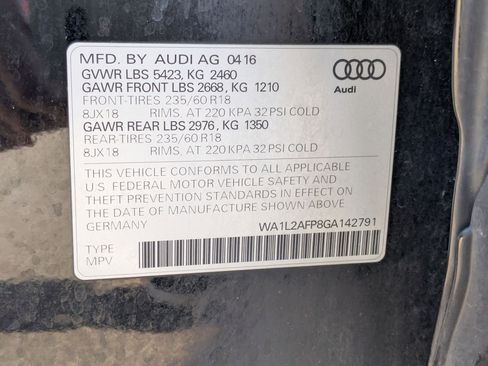 MFD. BY AUDI AG 04 16
GVWR LBS 5423, KG 2460
GAWR FRONT LBS 2668, KG 1210
FRONT-TIRES 235/60 R18
8JX18 RIMS, AT 220 KPA 32 PSI COLD
GAWR REAR LBS 2976, KG 1350
REAR-TIRES 235/60 R18
8JX18 RIMS, AT 220 KPA 32 PSI COLD
Audi
THIS VEHICLE CONFORMS TO ALL APPLICABLE
U.S. FEDERAL MOTOR VEHICLE SAFETY AND
THEFT PREVENTION STANDARDS IN EFFECT ON
THE DATE OF MANUFACTURE SHOWN ABOVE
GERMANY WA1L2AFP8GA142791
TYPE
MPV